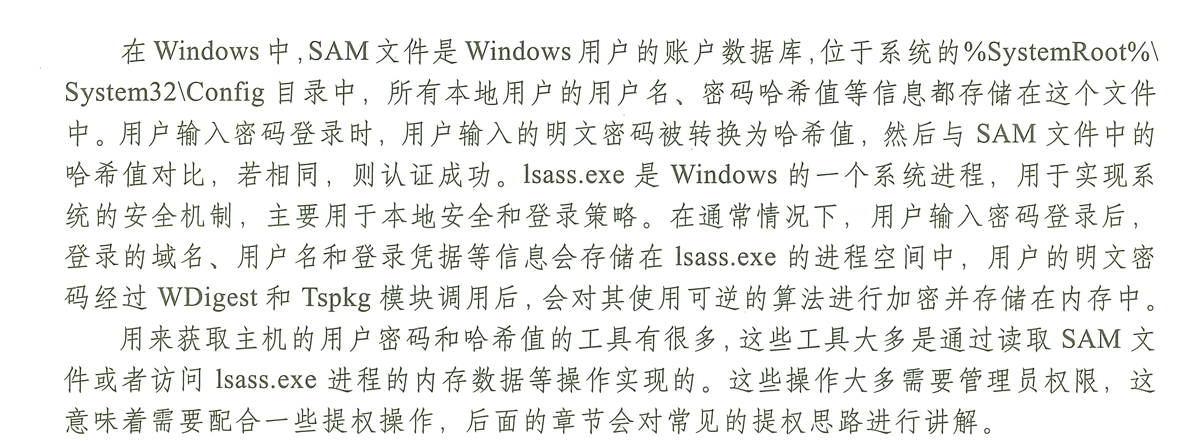 在 Windows 中，SAM 文件是 Windows 用户的账户数据库，位于系统的%SystemRoot%\
System32\Config 目录中，所有本地用户的用户名、密码哈希值等信息都存储在这个文件
中。用户输入密码登录时，用户输入的明文密码被转换为哈希值，然后与 SAM 文件中的
哈希值对比，若相同，则认证成功。lsass.exe 是 Windows 的一个系统进程，用于实现系
统的安全机制，主要用于本地安全和登录策略。在通常情况下，用户输入密码登录后，
登录的域名、用户名和登录凭据等信息会存储在 lsass.exe 的进程空间中，用户的明文密
码经过 WDigest 和 Tspkg 模块调用后，会对其使用可逆的算法进行加密并存储在内存中。
用来获取主机的用户密码和哈希值的工具有很多，这些工具大多是通过读取 SAM 文
件或者访问 lsass.exe 进程的内存数据等操作实现的。这些操作大多需要管理员权限，这
意味着需要配合一些提权操作，后面的章节会对常见的提权思路进行讲解。